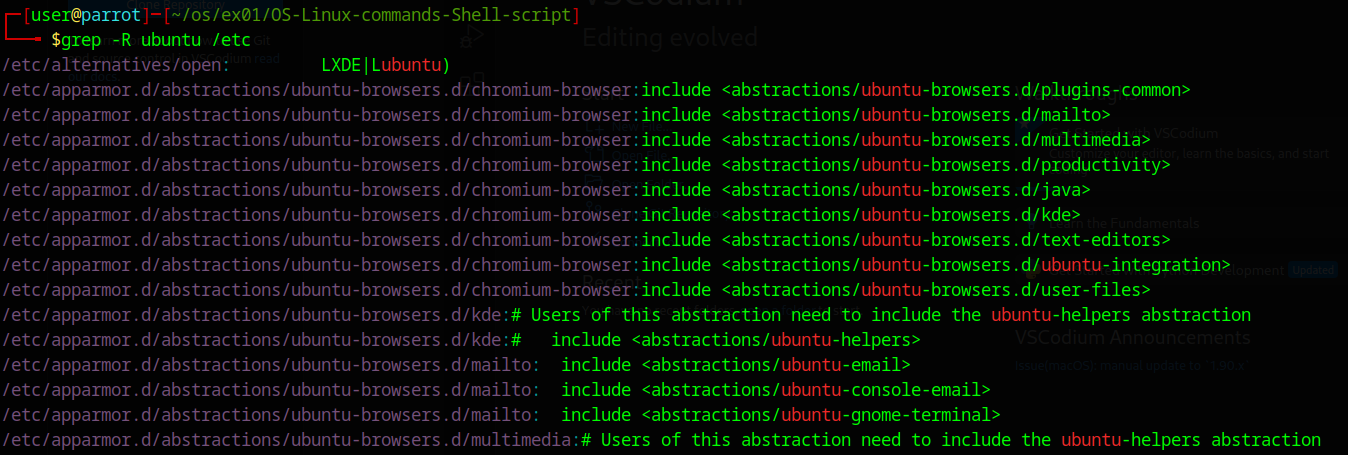 ┌─[user@parrot]─[~/os/ex01/OS-Linux-commands-Shell-script]
└──╼ $grep -R ubuntu /etc
/etc/alternatives/open:         LXDE|Lubuntu)
/etc/apparmor.d/abstractions/ubuntu-browsers.d/chromium-browser:include <abstractions/ubuntu-browsers.d/plugins-common>
/etc/apparmor.d/abstractions/ubuntu-browsers.d/chromium-browser:include <abstractions/ubuntu-browsers.d/mailto>
/etc/apparmor.d/abstractions/ubuntu-browsers.d/chromium-browser:include <abstractions/ubuntu-browsers.d/multimedia>
/etc/apparmor.d/abstractions/ubuntu-browsers.d/chromium-browser:include <abstractions/ubuntu-browsers.d/productivity>
/etc/apparmor.d/abstractions/ubuntu-browsers.d/chromium-browser:include <abstractions/ubuntu-browsers.d/java>
/etc/apparmor.d/abstractions/ubuntu-browsers.d/chromium-browser:include <abstractions/ubuntu-browsers.d/kde>
/etc/apparmor.d/abstractions/ubuntu-browsers.d/chromium-browser:include <abstractions/ubuntu-browsers.d/text-editors>
/etc/apparmor.d/abstractions/ubuntu-browsers.d/chromium-browser:include <abstractions/ubuntu-browsers.d/ubuntu-integration>
/etc/apparmor.d/abstractions/ubuntu-browsers.d/chromium-browser:include <abstractions/ubuntu-browsers.d/user-files>
/etc/apparmor.d/abstractions/ubuntu-browsers.d/kde:# Users of this abstraction need to include the ubuntu-helpers abstraction
/etc/apparmor.d/abstractions/ubuntu-browsers.d/kde:#   include <abstractions/ubuntu-helpers>
/etc/apparmor.d/abstractions/ubuntu-browsers.d/mailto:  include <abstractions/ubuntu-email>
/etc/apparmor.d/abstractions/ubuntu-browsers.d/mailto:  include <abstractions/ubuntu-console-email>
/etc/apparmor.d/abstractions/ubuntu-browsers.d/mailto:  include <abstractions/ubuntu-gnome-terminal>
/etc/apparmor.d/abstractions/ubuntu-browsers.d/multimedia:# Users of this abstraction need to include the ubuntu-helpers abstraction
VSCodium
Editing evolved
Learn the Fundamentals
Updated
VSCodium Announcements